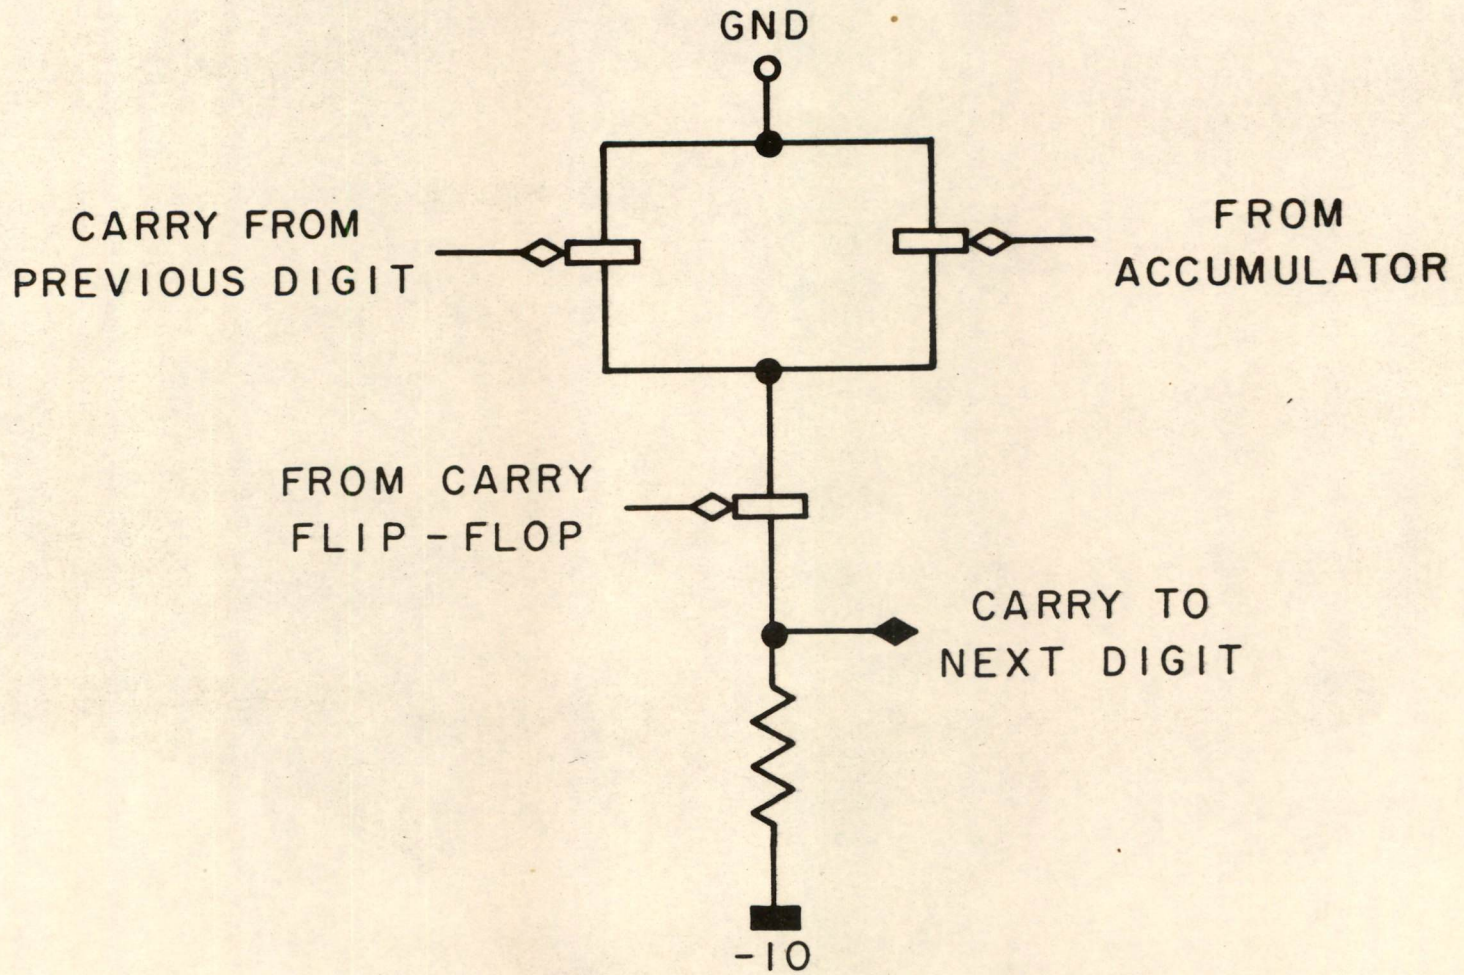 GND
CARRY FROM
PREVIOUS DIGIT
FROM
ACCUMULATOR
FROM CARRY
FLIP-FLOP
CARRY TO
NEXT DIGIT
-10